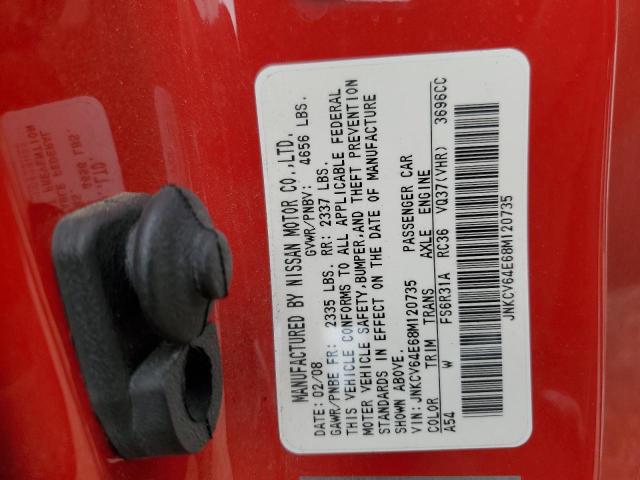 MANUFACTURED BY NISSAN MOTOR CO.,LTD.
DATE: 02/08 GVWR/PNBV: 4656 LBS.
GAWR/PNBE FR: 2335 LBS. RR: 2337 LBS.
THIS VEHICLE CONFORMS TO ALL APPLICABLE FEDERAL
MOTOR VEHICLE SAFETY,BUMPER,AND THEFT PREVENTION
STANDARDS IN EFFECT ON THE DATE OF MANUFACTURE
SHOWN ABOVE.
VIN: JNKCV64E68M120735 PASSENGER CAR
COLOR TRIM TRANS AXLE ENGINE
A54 W FS6R31A RC36 VQ37(VHR) 3696CC
JNKCV64E68M120735